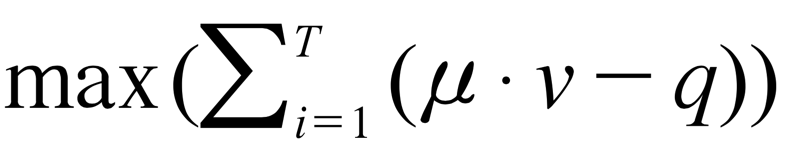 max(∑_{i=1}^{T} (μ · v − q))